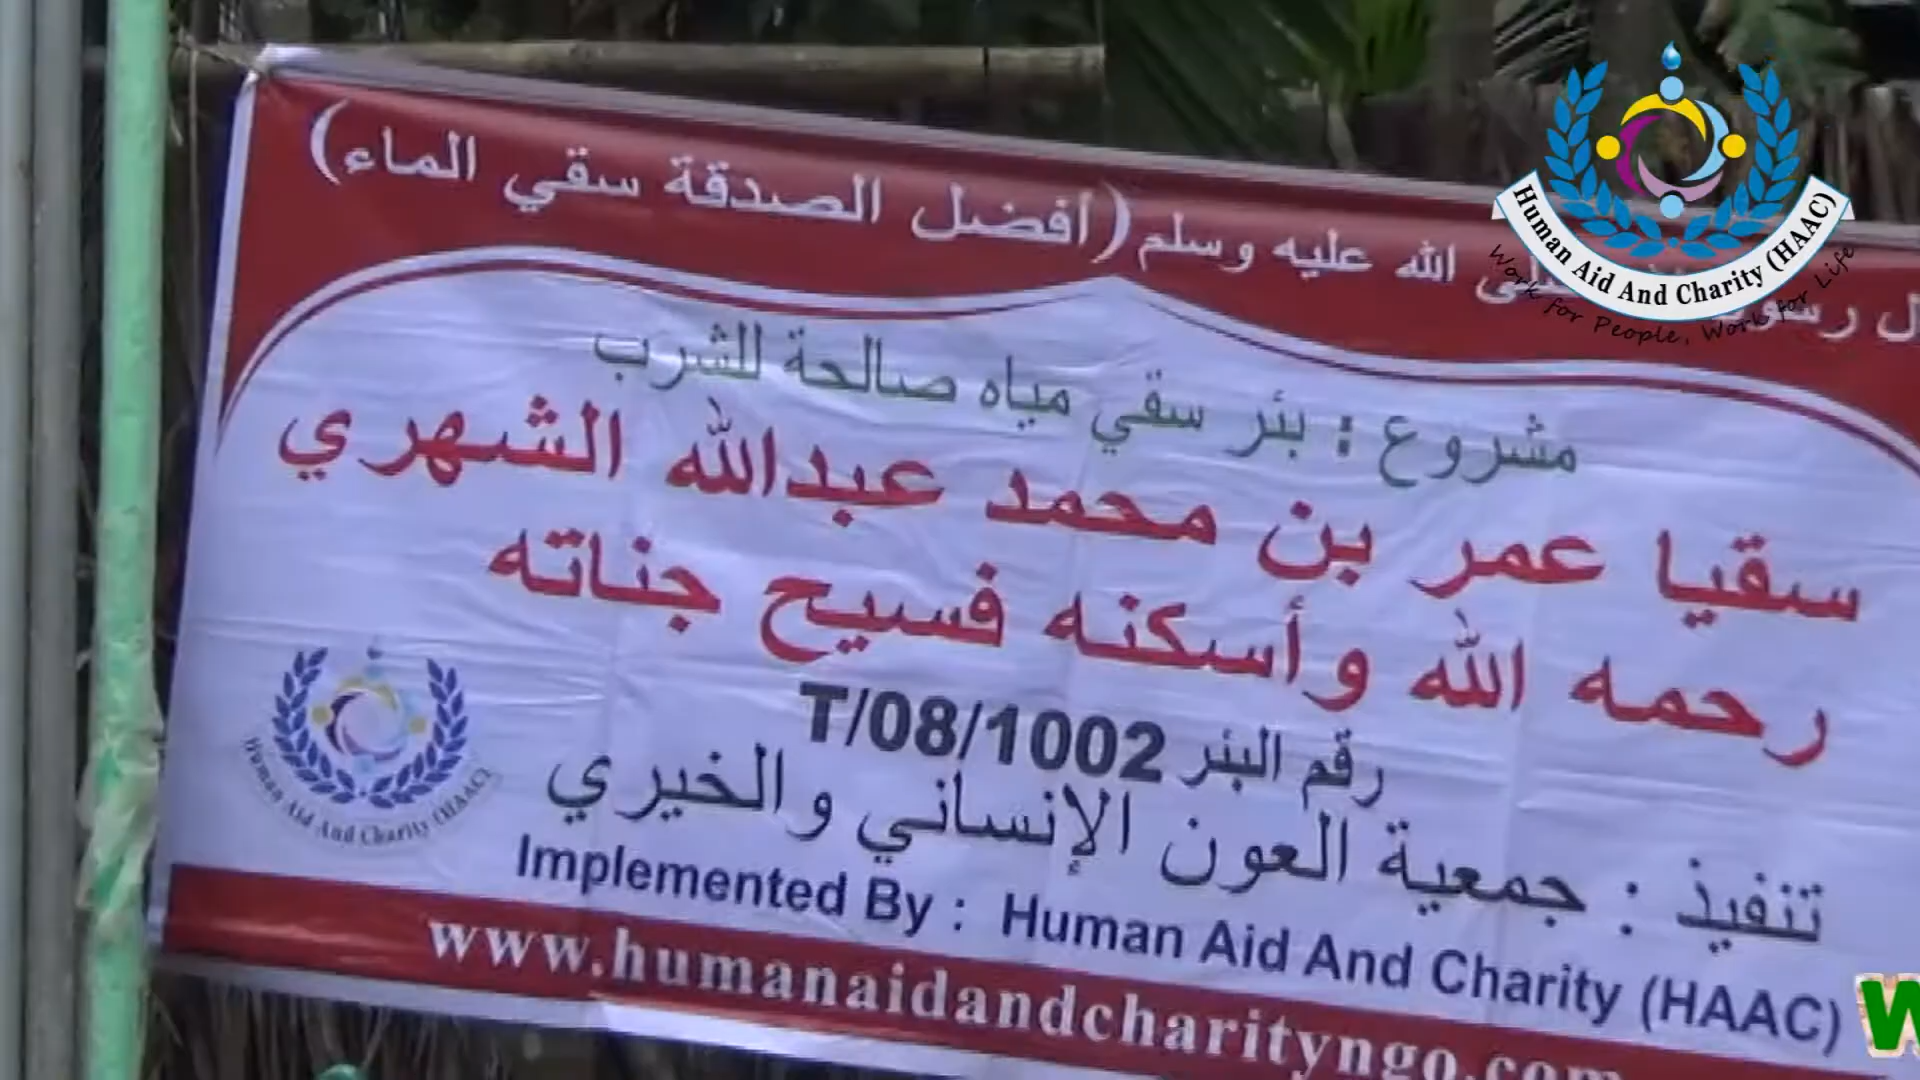 صلى الله عليه وسلم (افضل الصدقة سقي الماء)
مشروع : بئر سقي مياه صالحة للشرب
سقيا عمر بن محمد عبدالله الشهري
رحمه الله وأسكنه فسيح جناته
رقم البئر T/08/1002
تنفيذ : جمعية العون الإنساني والخيري
Implemented By : Human Aid And Charity (HAAC)
www.humanaidandcharityngo.com
Human Aid And Charity (HAAC)
Human Aid And Charity (HAAC)
Work for People, Work for Life
W